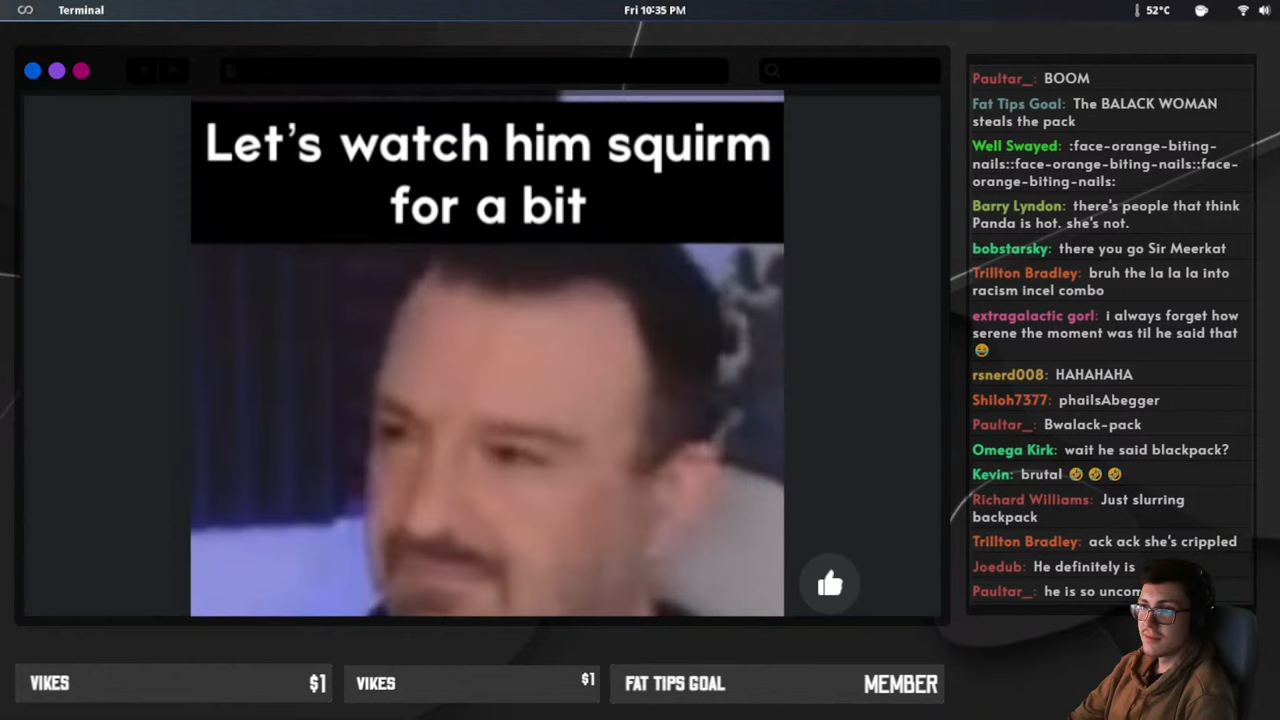 Terminal
Fri 10:35 PM
52°C
Let's watch him squirm
for a bit
Paultar_: BOOM
Fat Tips Goal: The BALACK WOMAN
steals the pack
Well Swayed: :face-orange-biting-
nails::face-orange-biting-nails::face-
orange-biting-nails:
Barry Lyndon: there's people that think
Panda is hot. she's not.
bobstarsky: there you go Sir Meerkat
Trillton Bradley: bruh the la la la into
racism incel combo
extragalactic gorl: i always forget how
serene the moment was til he said that
😂
rsnerd008: HAHAHAHA
Shiloh7377: phailsAbegger
Paultar_: Bwalack-pack
Omega Kirk: wait he said blackpack?
Kevin: brutal 🤣 🤣 🤣
Richard Williams: Just slurring
backpack
Trillton Bradley: ack ack she's crippled
Joedub: He definitely is
Paultar_: he is so
VIKES $1
VIKES $1
FAT TIPS GOAL MEMBER